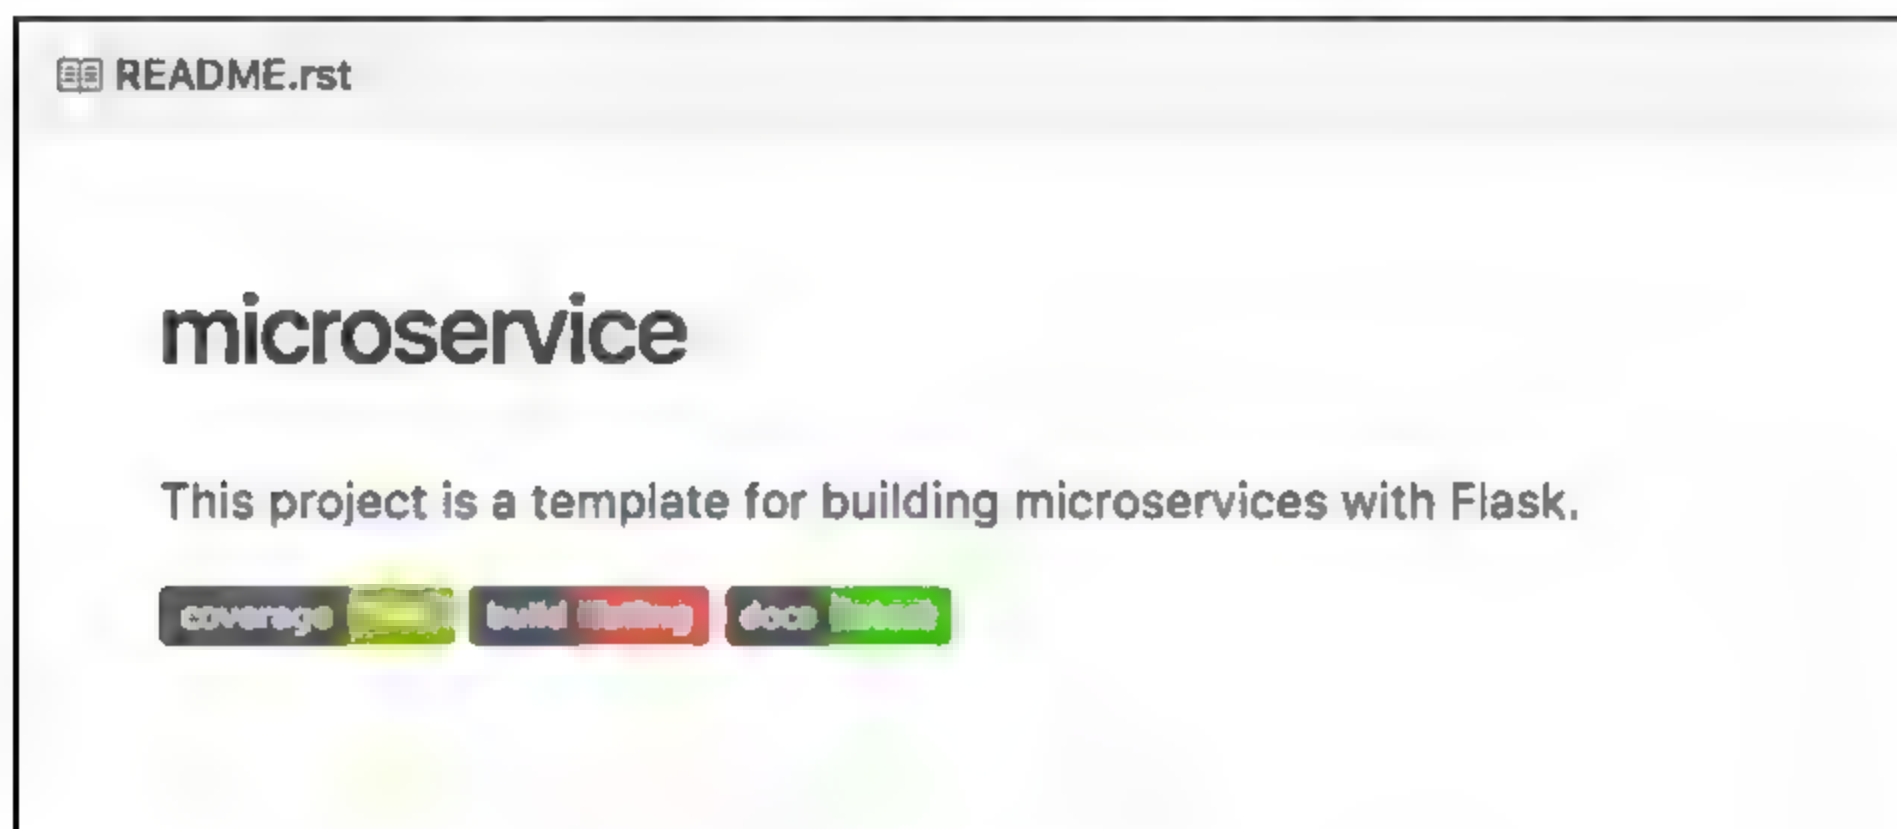 README.rst
microservice
This project is a template for building microservices with Flask.
coverage build docs